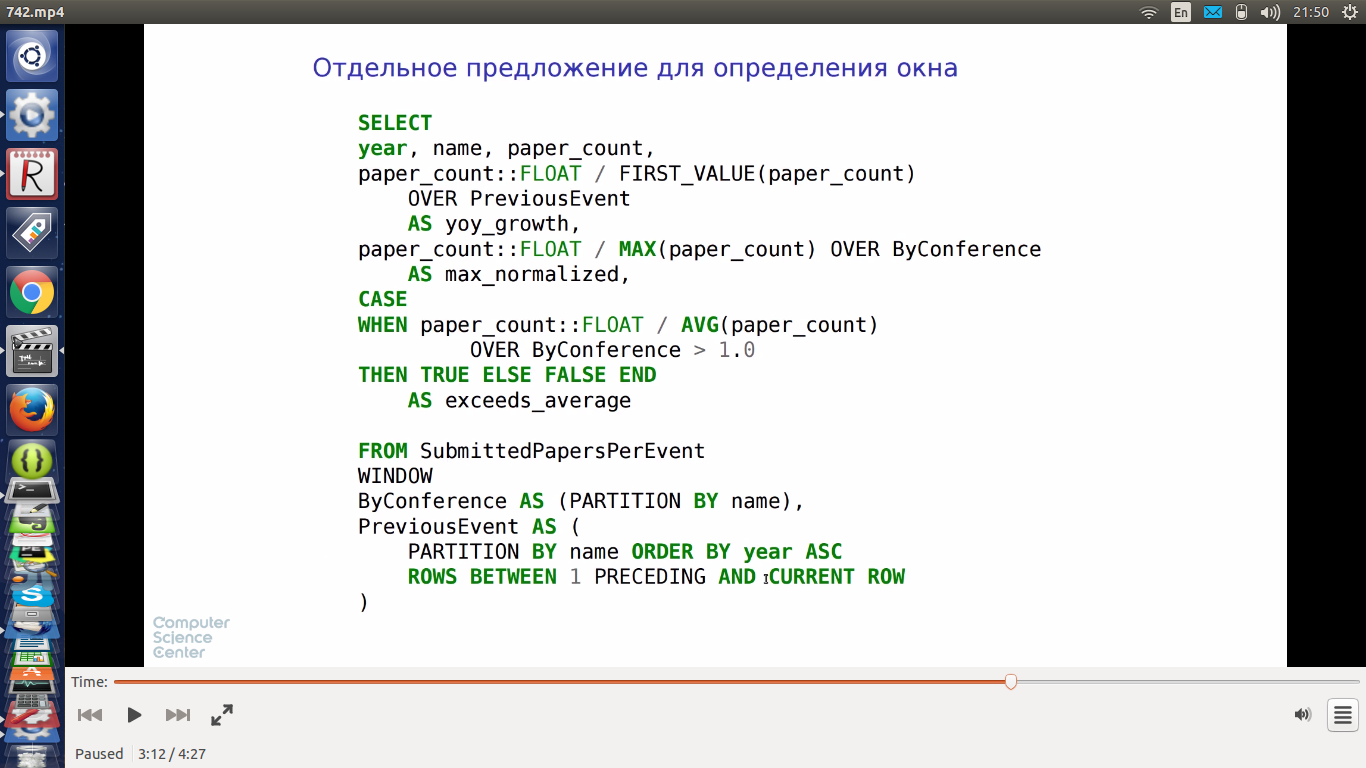 742.mp4
En
21:50
Отдельное предложение для определения окна
SELECT
year, name, paper_count,
paper_count::FLOAT / FIRST_VALUE(paper_count)
OVER PreviousEvent
AS yoy_growth,
paper_count::FLOAT / MAX(paper_count) OVER ByConference
AS max_normalized,
CASE
WHEN paper_count::FLOAT / AVG(paper_count)
OVER ByConference > 1.0
THEN TRUE ELSE FALSE END
AS exceeds_average
FROM SubmittedPapersPerEvent
WINDOW
ByConference AS (PARTITION BY name),
PreviousEvent AS (
PARTITION BY name ORDER BY year ASC
ROWS BETWEEN 1 PRECEDING AND CURRENT ROW
)
Computer
Science
Center
Time:
Paused
3:12 / 4:27